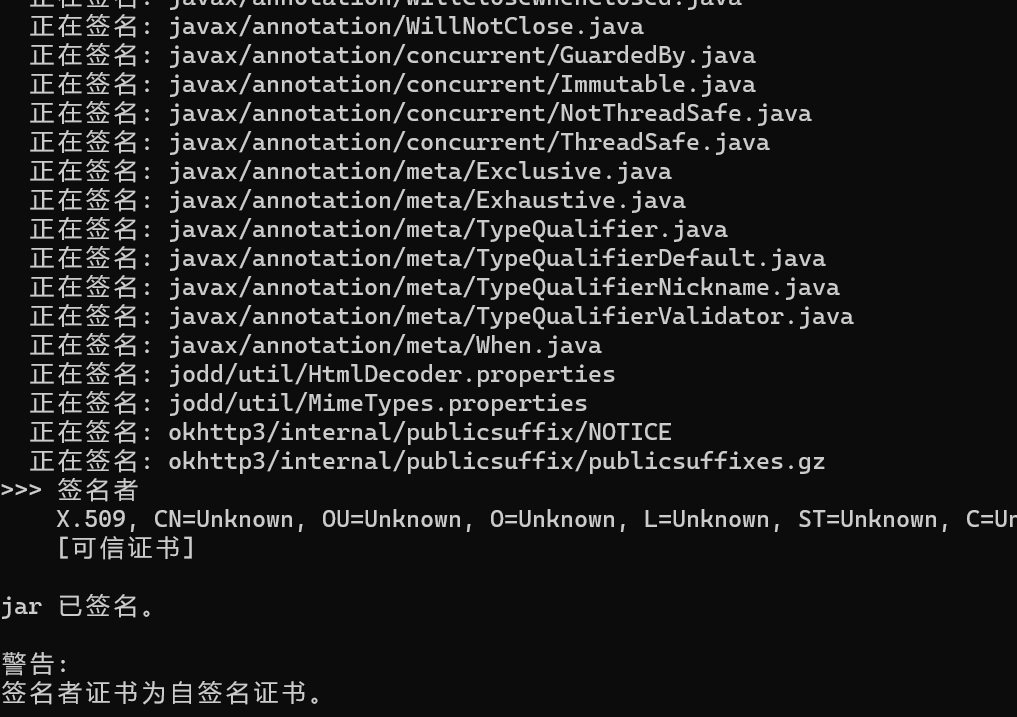 正在签名: javax/annotation/WillCloseWhenClosed.java
正在签名: javax/annotation/WillNotClose.java
正在签名: javax/annotation/concurrent/GuardedBy.java
正在签名: javax/annotation/concurrent/Immutable.java
正在签名: javax/annotation/concurrent/NotThreadSafe.java
正在签名: javax/annotation/concurrent/ThreadSafe.java
正在签名: javax/annotation/meta/Exclusive.java
正在签名: javax/annotation/meta/Exhaustive.java
正在签名: javax/annotation/meta/TypeQualifier.java
正在签名: javax/annotation/meta/TypeQualifierDefault.java
正在签名: javax/annotation/meta/TypeQualifierNickname.java
正在签名: javax/annotation/meta/TypeQualifierValidator.java
正在签名: javax/annotation/meta/When.java
正在签名: jodd/util/HtmlDecoder.properties
正在签名: jodd/util/MimeTypes.properties
正在签名: okhttp3/internal/publicsuffix/NOTICE
正在签名: okhttp3/internal/publicsuffix/publicsuffixes.gz
>>> 签名者
X.509, CN=Unknown, OU=Unknown, O=Unknown, L=Unknown, ST=Unknown, C=Un
[可信证书]
jar 已签名。
警告:
签名者证书为自签名证书。